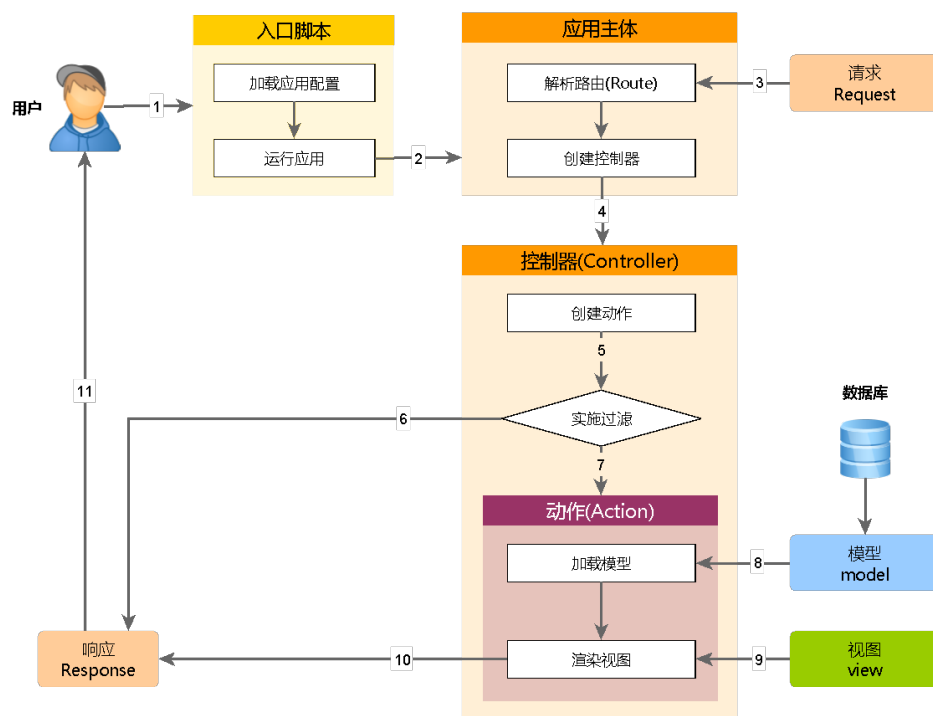 入口脚本
应用主体
加载应用配置
解析路由(Route)
3
请求
Request
用户
1
运行应用
2
创建控制器
4
控制器(Controller)
创建动作
5
11
6
实施过滤
数据库
7
动作(Action)
加载模型
8
模型
model
响应
Response
10
渲染视图
9
视图
view